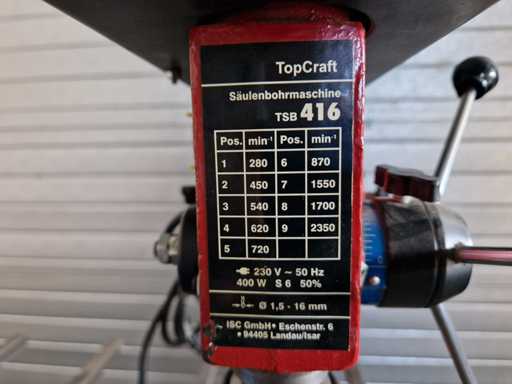 TopCraft
Säulenbohrmaschine
TSB 416
Pos. min⁻¹ Pos. min⁻¹
1 280 6 870
2 450 7 1550
3 540 8 1700
4 620 9 2350
5 720
230 V ~ 50 Hz
400 W S 6 50%
Ø 1,5 - 16 mm
ISC GmbH • Eschenstr. 6
• 94405 Landau/Isar